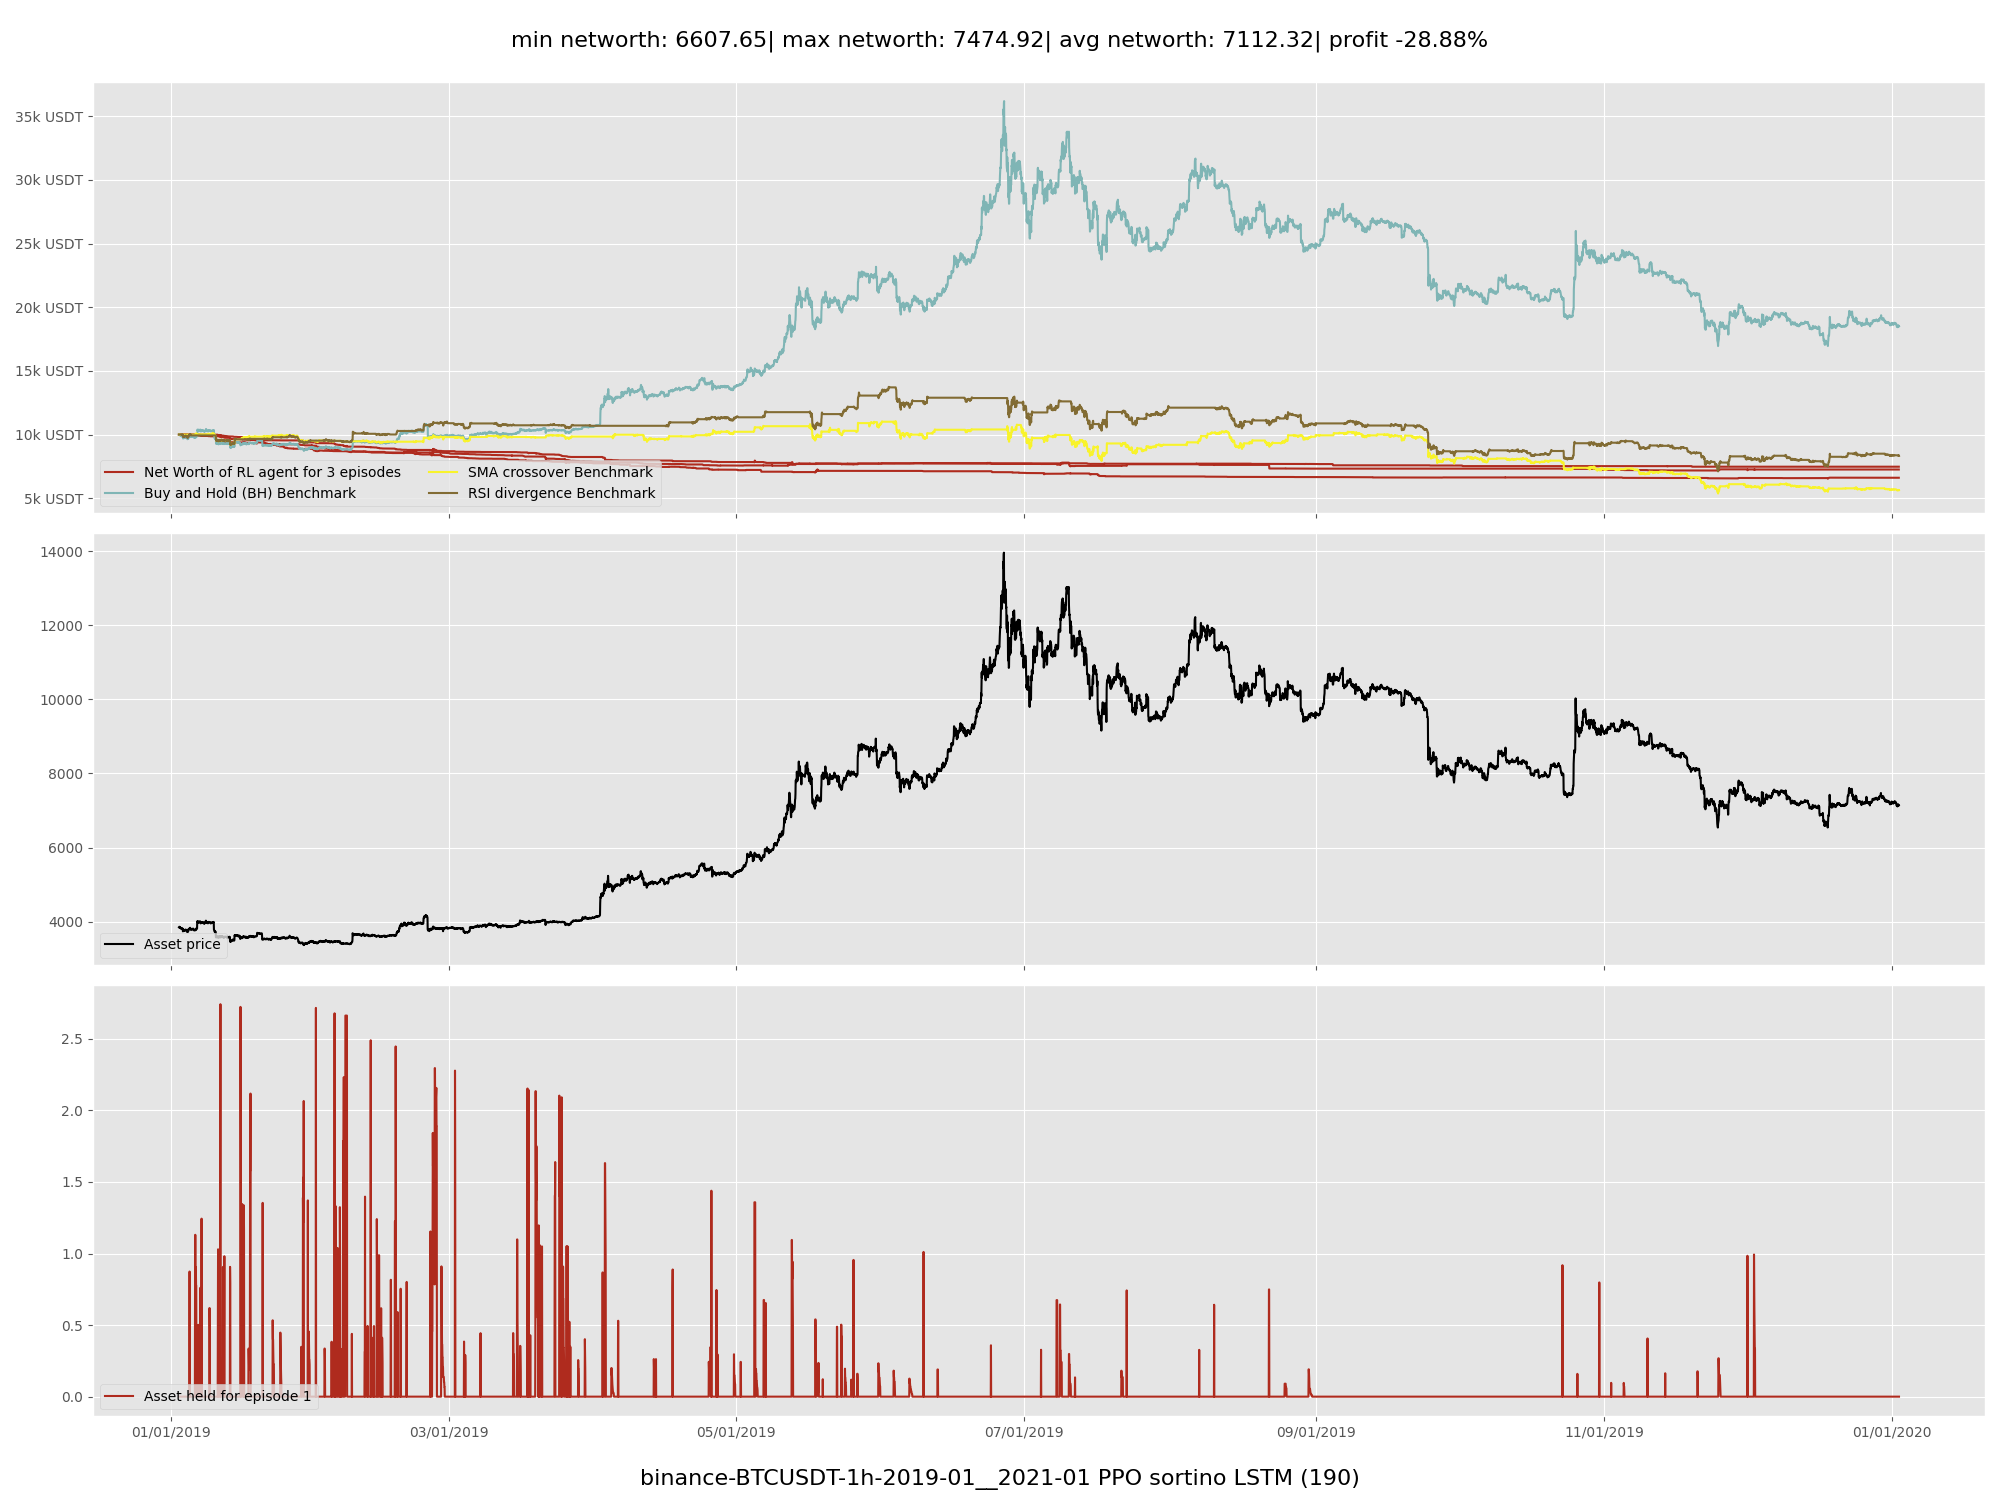 min networth: 6607.65| max networth: 7474.92| avg networth: 7112.32| profit -28.88%
35k USDT
30k USDT
25k USDT
20k USDT
15k USDT
10k USDT
5k USDT
Net Worth of RL agent for 3 episodes
Buy and Hold (BH) Benchmark
SMA crossover Benchmark
RSI divergence Benchmark
14000
12000
10000
8000
6000
4000
Asset price
2.5
2.0
1.5
1.0
0.5
0.0
Asset held for episode 1
01/01/2019 03/01/2019 05/01/2019 07/01/2019 09/01/2019 11/01/2019 01/01/2020
binance-BTCUSDT-1h-2019-01__2021-01 PPO sortino LSTM (190)